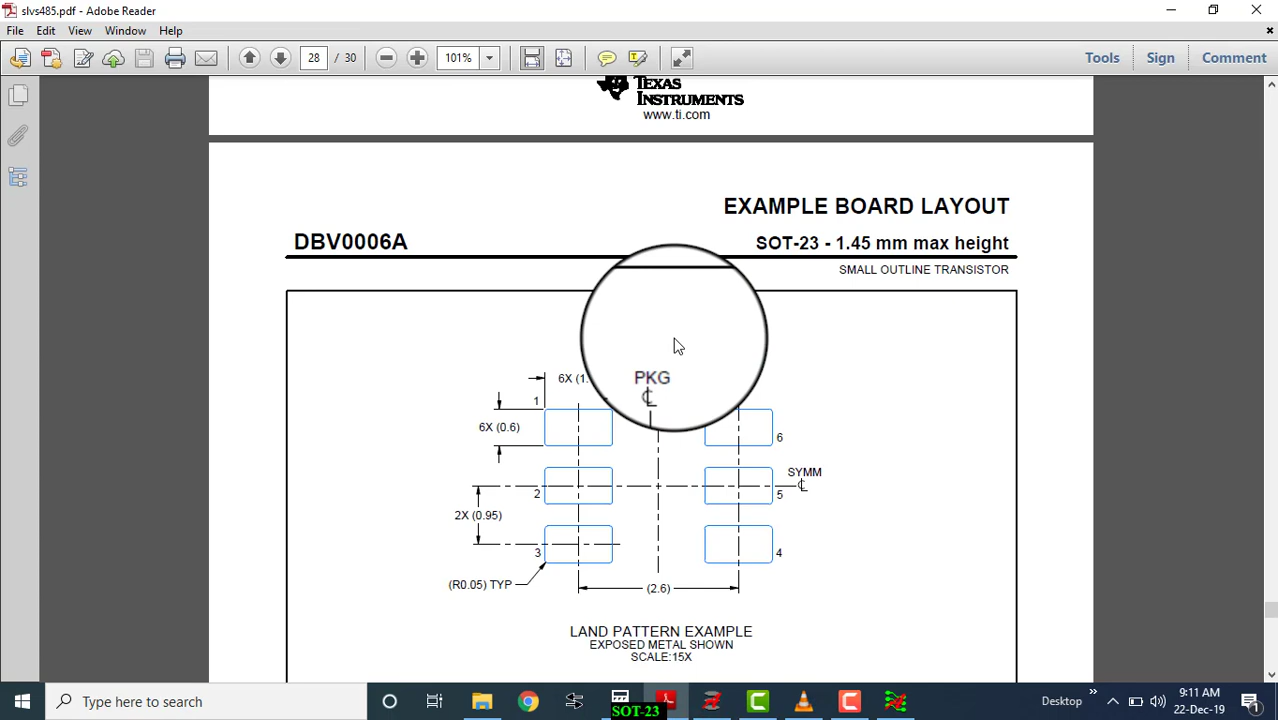 slvs485.pdf - Adobe Reader
File Edit View Window Help
28 / 30
101%
Tools Sign Comment
TEXAS
INSTRUMENTS
www.ti.com
EXAMPLE BOARD LAYOUT
DBV0006A
SOT-23 - 1.45 mm max height
SMALL OUTLINE TRANSISTOR
6X (1.
PKG
1
6X (0.6)
6
SYMM
2
5
2X (0.95)
3
4
(R0.05) TYP
(2.6)
LAND PATTERN EXAMPLE
EXPOSED METAL SHOWN
SCALE:15X
Type here to search
SOT-23
Desktop
9:11 AM
22-Dec-19
1